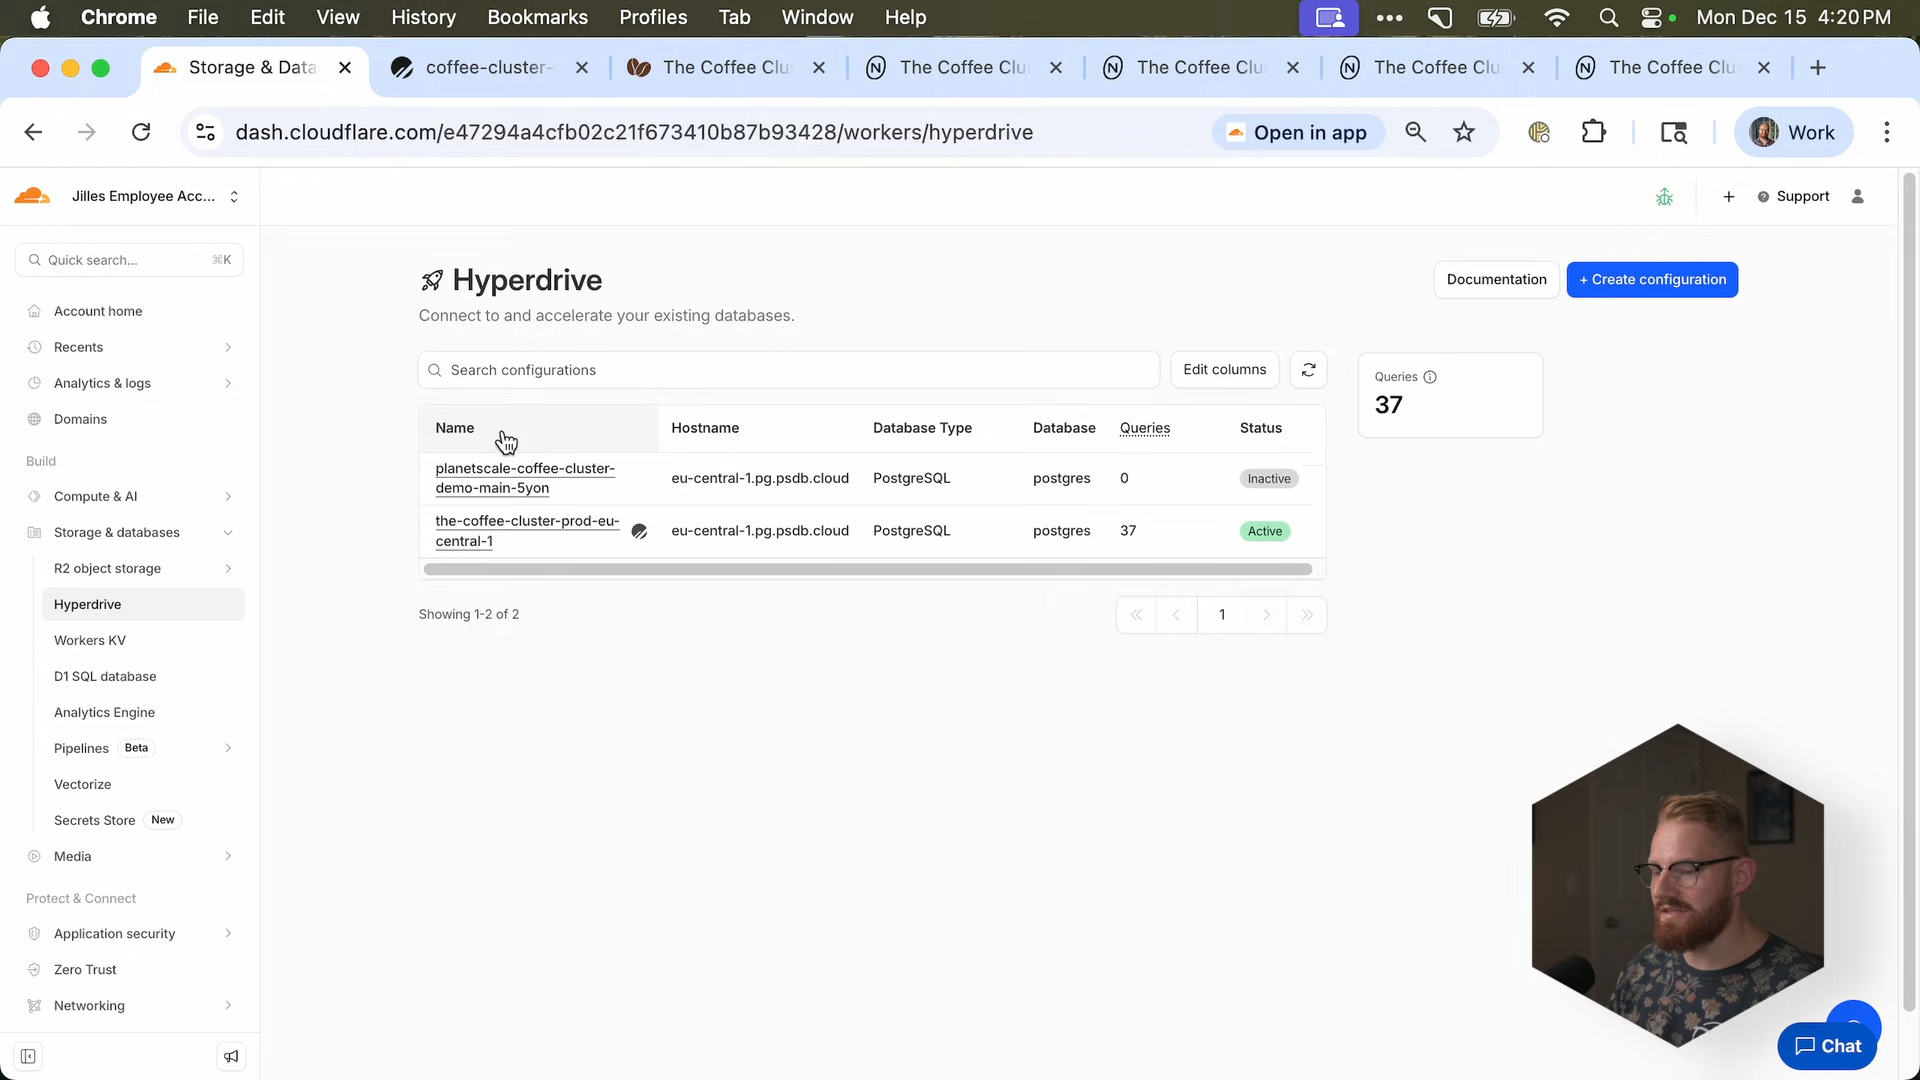 Chrome File Edit View History Bookmarks Profiles Tab Window Help Mon Dec 15 4:20 PM
Storage & Data coffee-cluster- The Coffee Clu The Coffee Clu The Coffee Clu The Coffee Clu The Coffee Clu
dash.cloudflare.com/e47294a4cfb02c21f673410b87b93428/workers/hyperdrive Open in app Work
Jilles Employee Acc... + Support
Quick search... ⌘K
Account home
Recents
Analytics & logs
Domains
Build
Compute & AI
Storage & databases
R2 object storage
Hyperdrive
Workers KV
D1 SQL database
Analytics Engine
Pipelines Beta
Vectorize
Secrets Store New
Media
Protect & Connect
Application security
Zero Trust
Networking
Hyperdrive
Connect to and accelerate your existing databases.
Documentation + Create configuration
Search configurations Edit columns
Queries
37
Name Hostname Database Type Database Queries Status
planetscale-coffee-cluster-
demo-main-5yon eu-central-1.pg.psdb.cloud PostgreSQL postgres 0 Inactive
the-coffee-cluster-prod-eu-
central-1 eu-central-1.pg.psdb.cloud PostgreSQL postgres 37 Active
Showing 1-2 of 2 1
Chat